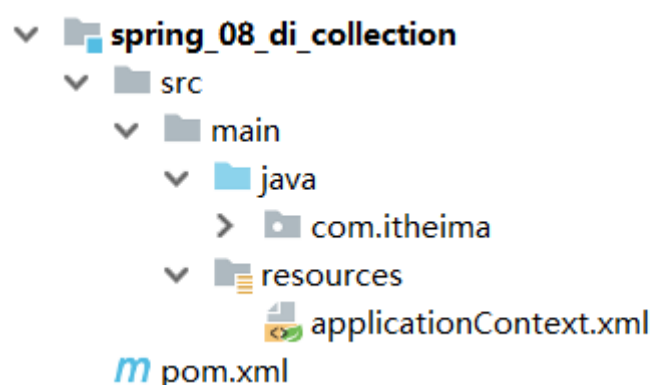 spring_08_di_collection
src
main
java
com.itheima
resources
applicationContext.xml
pom.xml